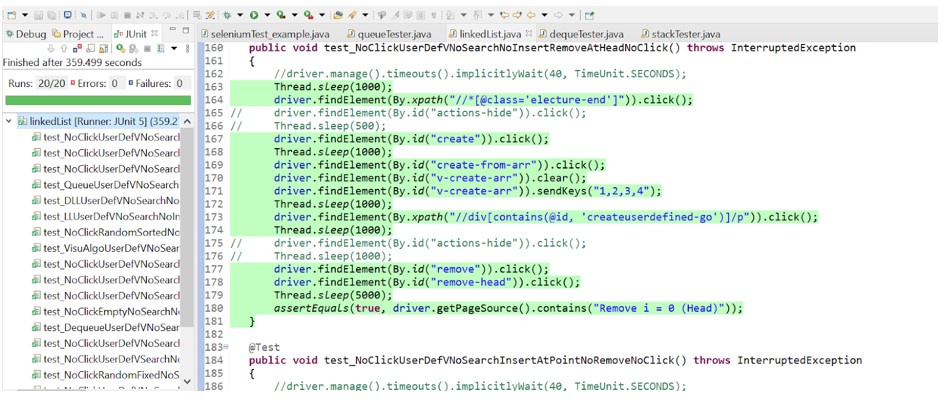 Debug Project ... JUnit
seleniumTest_example.java queueTester.java linkedList.java dequeTester.java stackTester.java
Finished after 359.499 seconds
Runs: 20/20 Errors: 0 Failures: 0
linkedList [Runner: JUnit 5] (359.2
test_NoClickUserDefVNoSearc
test_NoClickUserDefVNoSearc
test_NoClickUserDefVNoSearc
test_QueueUserDefVNoSearch
test_DLLUserDefVNoSearchNo
test_LLUserDefVNoSearchNoIn
test_NoClickRandomSortedNc
test_VisuAlgoUserDefVNoSear
test_NoClickUserDefVNoSearc
test_NoClickUserDefVNoSearc
test_NoClickEmptyNoSearchN
test_DequeueUserDefVNoSear
test_NoClickUserDefVNoSearc
test_NoClickUserDefVSearchN
test_NoClickRandomFixedNoS
160 public void test_NoClickUserDefVNoSearchNoInsertRemoveAtHeadNoClick() throws InterruptedException
161 {
162 //driver.manage().timeouts().implicitlyWait(40, TimeUnit.SECONDS);
163 Thread.sleep(1000);
164 driver.findElement(By.xpath("//*[@class='electure-end']")).click();
165 // driver.findElement(By.id("actions-hide")).click();
166 // Thread.sleep(500);
167 driver.findElement(By.id("create")).click();
168 Thread.sleep(1000);
169 driver.findElement(By.id("create-from-arr")).click();
170 driver.findElement(By.id("v-create-arr")).clear();
171 driver.findElement(By.id("v-create-arr")).sendKeys("1,2,3,4");
172 Thread.sleep(1000);
173 driver.findElement(By.xpath("//div[contains(@id, 'createuserdefined-go')]/p")).click();
174 Thread.sleep(1000);
175 // driver.findElement(By.id("actions-hide")).click();
176 // Thread.sleep(1000);
177 driver.findElement(By.id("remove")).click();
178 driver.findElement(By.id("remove-head")).click();
179 Thread.sleep(5000);
180 assertEquals(true, driver.getPageSource().contains("Remove i = 0 (Head)"));
181 }
182
183 @Test
184 public void test_NoClickUserDefVNoSearchInsertAtPointNoRemoveNoClick() throws InterruptedException
185 {
186 //driver.manage().timeouts().implicitlyWait(40, TimeUnit.SECONDS);